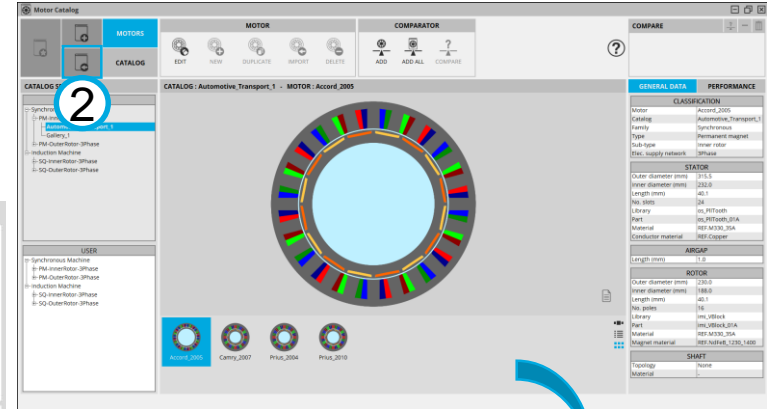 Motor Catalog
MOTORS
CATALOG
MOTOR
EDIT
NEW
DUPLICATE
IMPORT
DELETE
COMPARATOR
ADD
ADD ALL
COMPARE
?
COMPARE
2
CATALOG
Synchron
PM-Inn
Automo port_1
Gallery_1
PM-OuterRotor-3Phase
Induction Machine
SQ-InnerRotor-3Phase
SQ-OuterRotor-3Phase
USER
Synchronous Machine
PM-InnerRotor-3Phase
PM-OuterRotor-3Phase
Induction Machine
SQ-InnerRotor-3Phase
SQ-OuterRotor-3Phase
CATALOG : Automotive_Transport_1 - MOTOR : Accord_2005
Accord_2005
Camry_2007
Prius_2004
Prius_2010
GENERAL DATA
PERFORMANCE
CLASSIFICATION
Motor Accord_2005
Catalog Automotive_Transport_1
Family Synchronous
Type Permanent magnet
Sub-type Inner rotor
Elec. supply network 3Phase
STATOR
Outer diameter (mm) 315.5
Inner diameter (mm) 232.0
Length (mm) 40.1
No. slots 24
Library os_PllTooth
Part os_PllTooth_01A
Material REF-M330_35A
Conductor material REF-Copper
AIRGAP
Length (mm) 1.0
ROTOR
Outer diameter (mm) 230.0
Inner diameter (mm) 188.0
Length (mm) 40.1
No. poles 16
Library imi_VBlock
Part imi_VBlock_01A
Material REF-M330_35A
Magnet material REF-NdFeB_1230_1400
SHAFT
Topology None
Material -